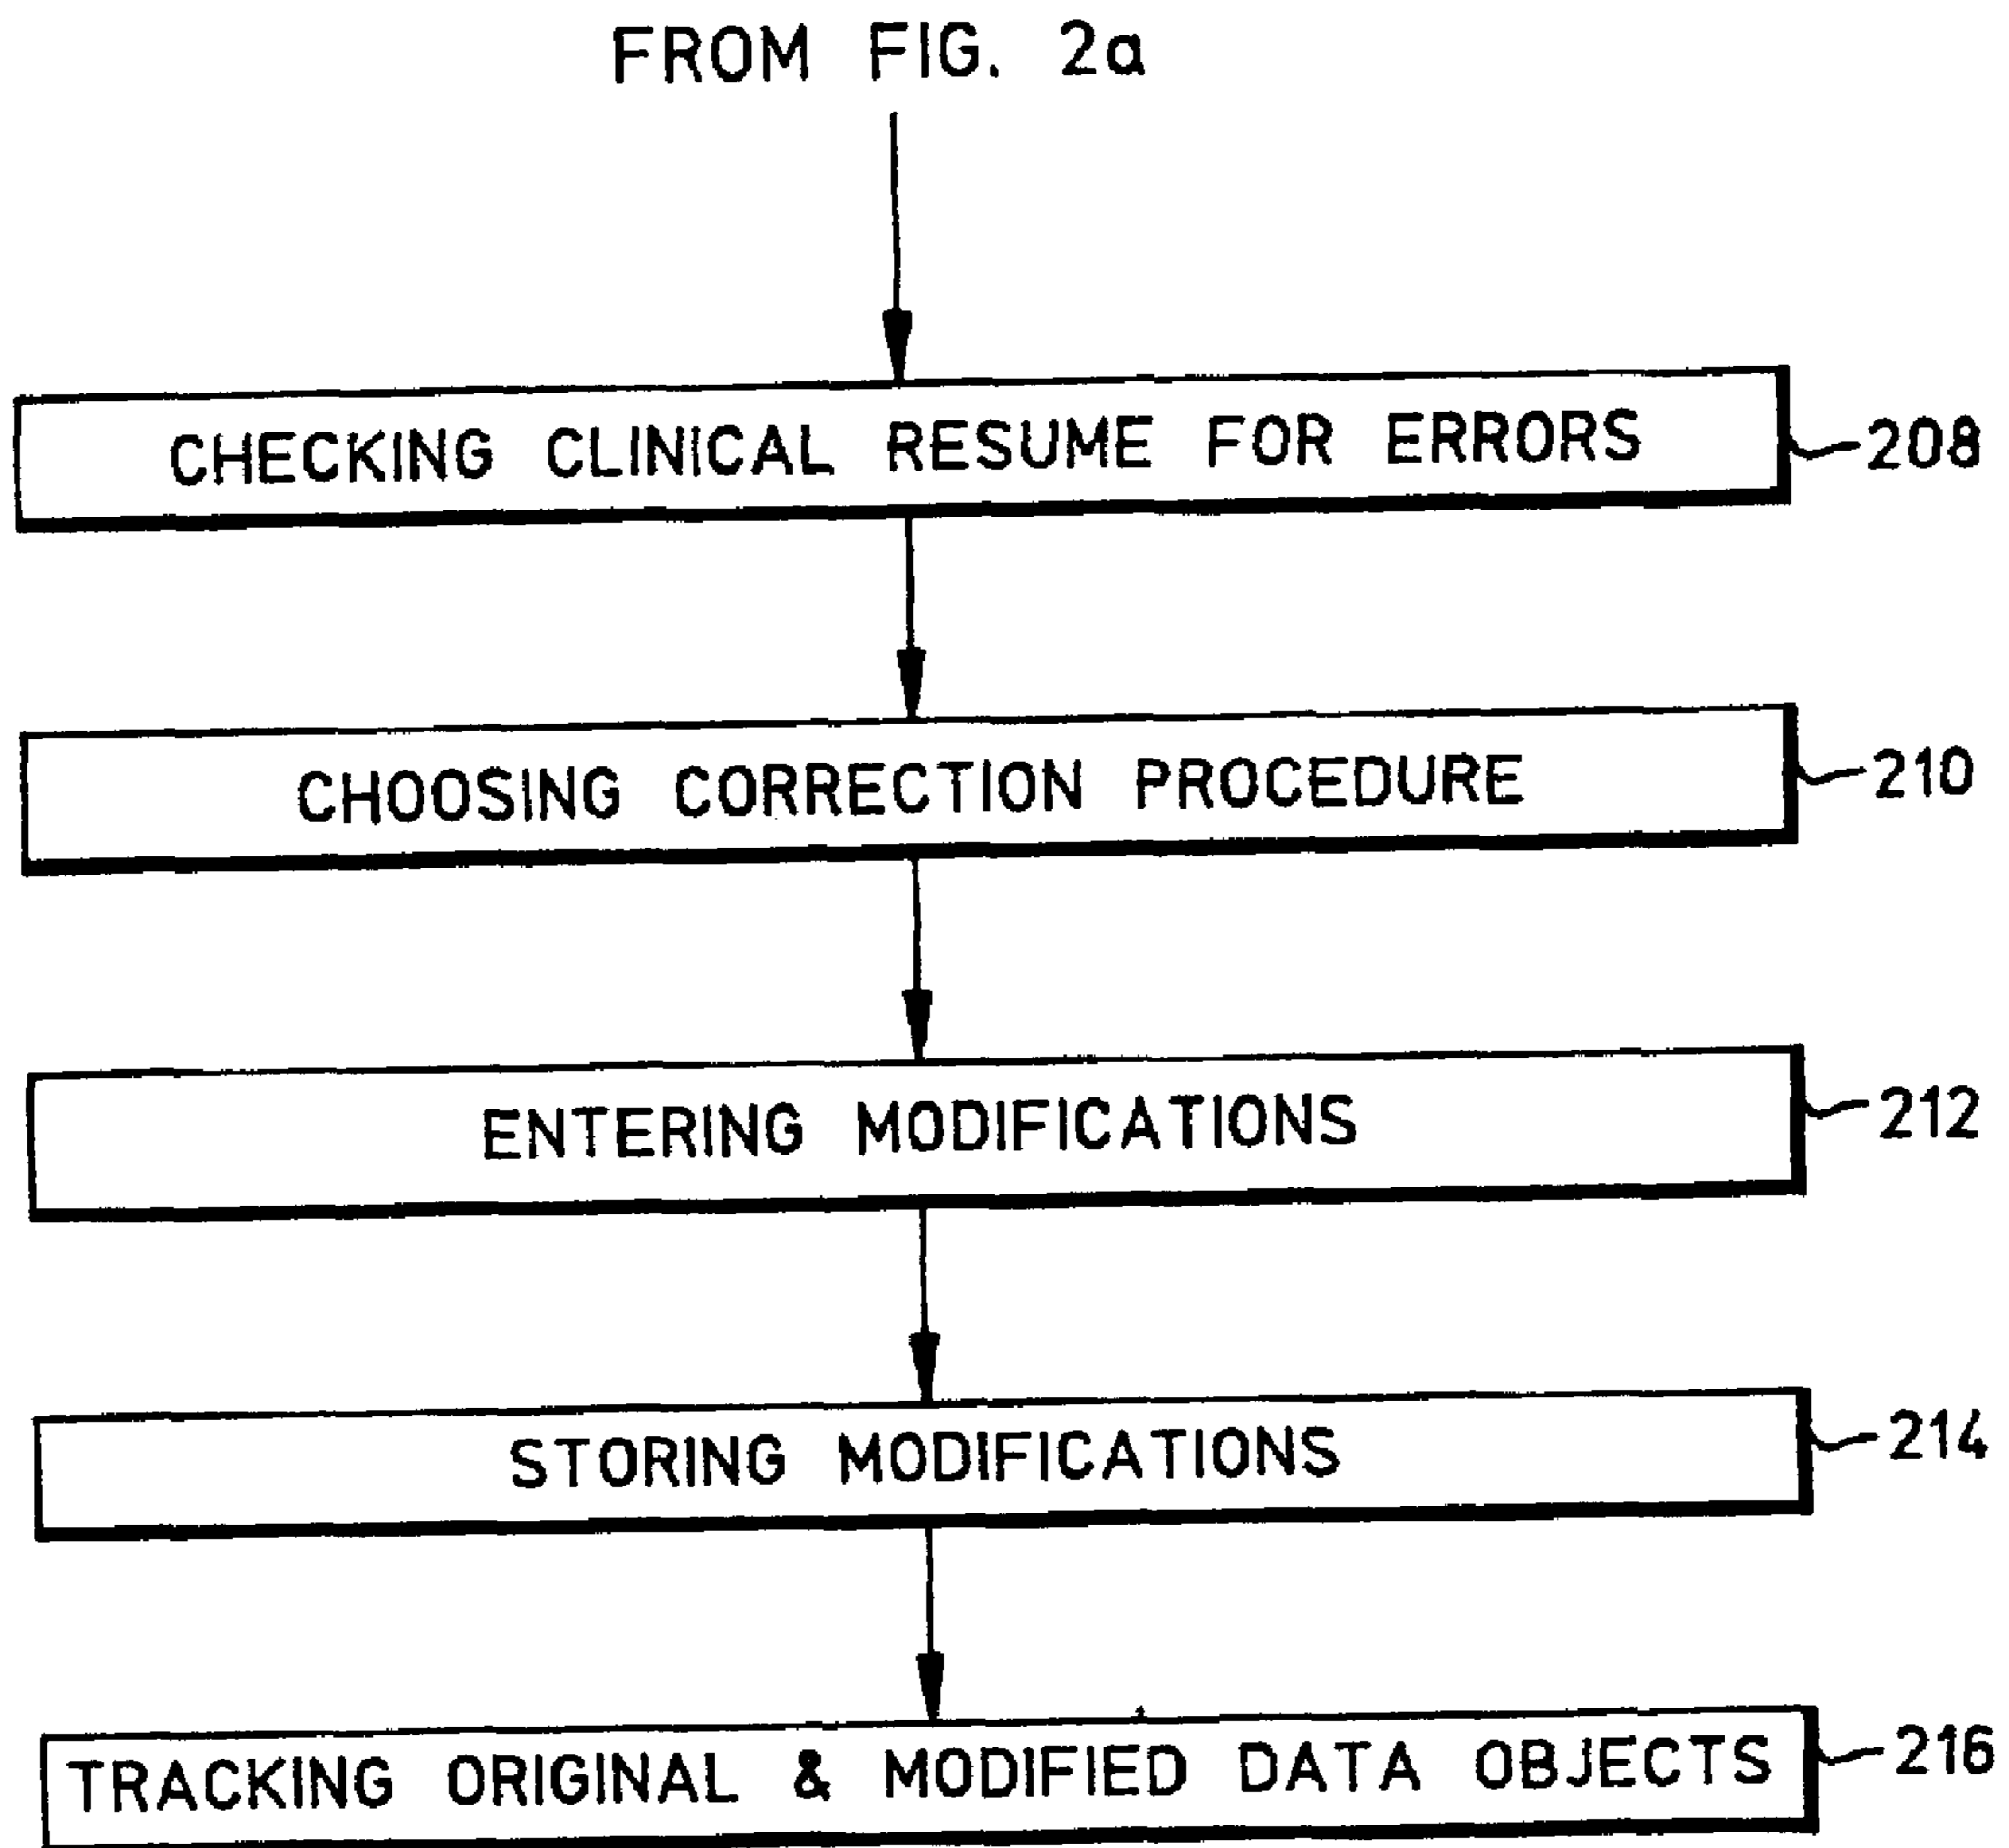 FROM FIG. 2a
CHECKING CLINICAL RESUME FOR ERRORS 208
CHOOSING CORRECTION PROCEDURE 210
ENTERING MODIFICATIONS 212
STORING MODIFICATIONS 214
TRACKING ORIGINAL & MODIFIED DATA OBJECTS 216